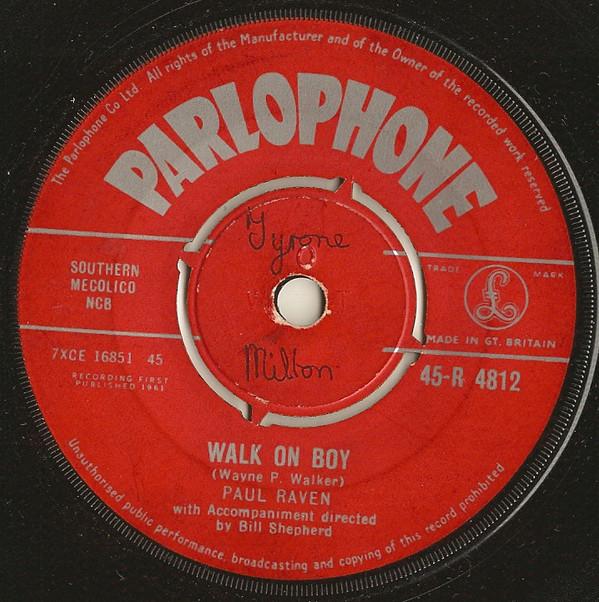 The Parlophone Co Ltd All rights of the Manufacturer and of the Owner of the recorded work reserved
PARLOPHONE
Tyrone
SOUTHERN
MECOLICO
NCB
TRADE MARK
£
MADE IN GT. BRITAIN
7XCE 16851 45
RECORDING FIRST
PUBLISHED 1961
Milton
45-R 4812
WALK ON BOY
(Wayne P. Walker)
PAUL RAVEN
with Accompaniment directed
by Bill Shepherd
Unauthorised public performance, broadcasting and copying of this record prohibited